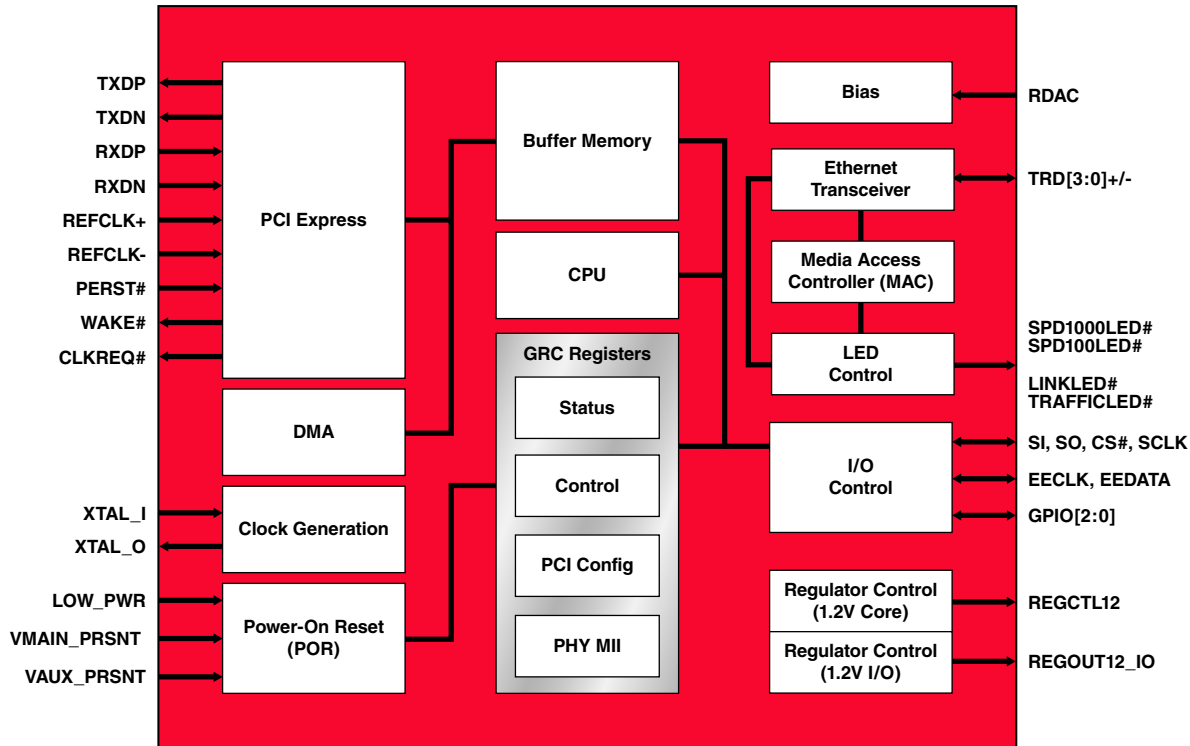 TXDP
TXDN
RXDP
RXDN
REFCLK+
REFCLK-
PERST#
WAKE#
CLKREQ#
XTAL_I
XTAL_O
LOW_PWR
VMAIN_PRSNT
VAUX_PRSNT
PCI Express
DMA
Clock Generation
Power-On Reset
(POR)
Buffer Memory
CPU
GRC Registers
Status
Control
PCI Config
PHY MII
Bias
Ethernet
Transceiver
Media Access
Controller (MAC)
LED
Control
I/O
Control
Regulator Control
(1.2V Core)
Regulator Control
(1.2V I/O)
RDAC
TRD[3:0]+/-
SPD1000LED#
SPD100LED#
LINKLED#
TRAFFICLED#
SI, SO, CS#, SCLK
EECLK, EEDATA
GPIO[2:0]
REGCTL12
REGOUT12_IO